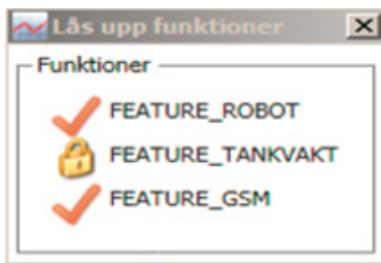 Lås upp funktioner
Funktioner
FEATURE_ROBOT
FEATURE_TANKVAKT
FEATURE_GSM